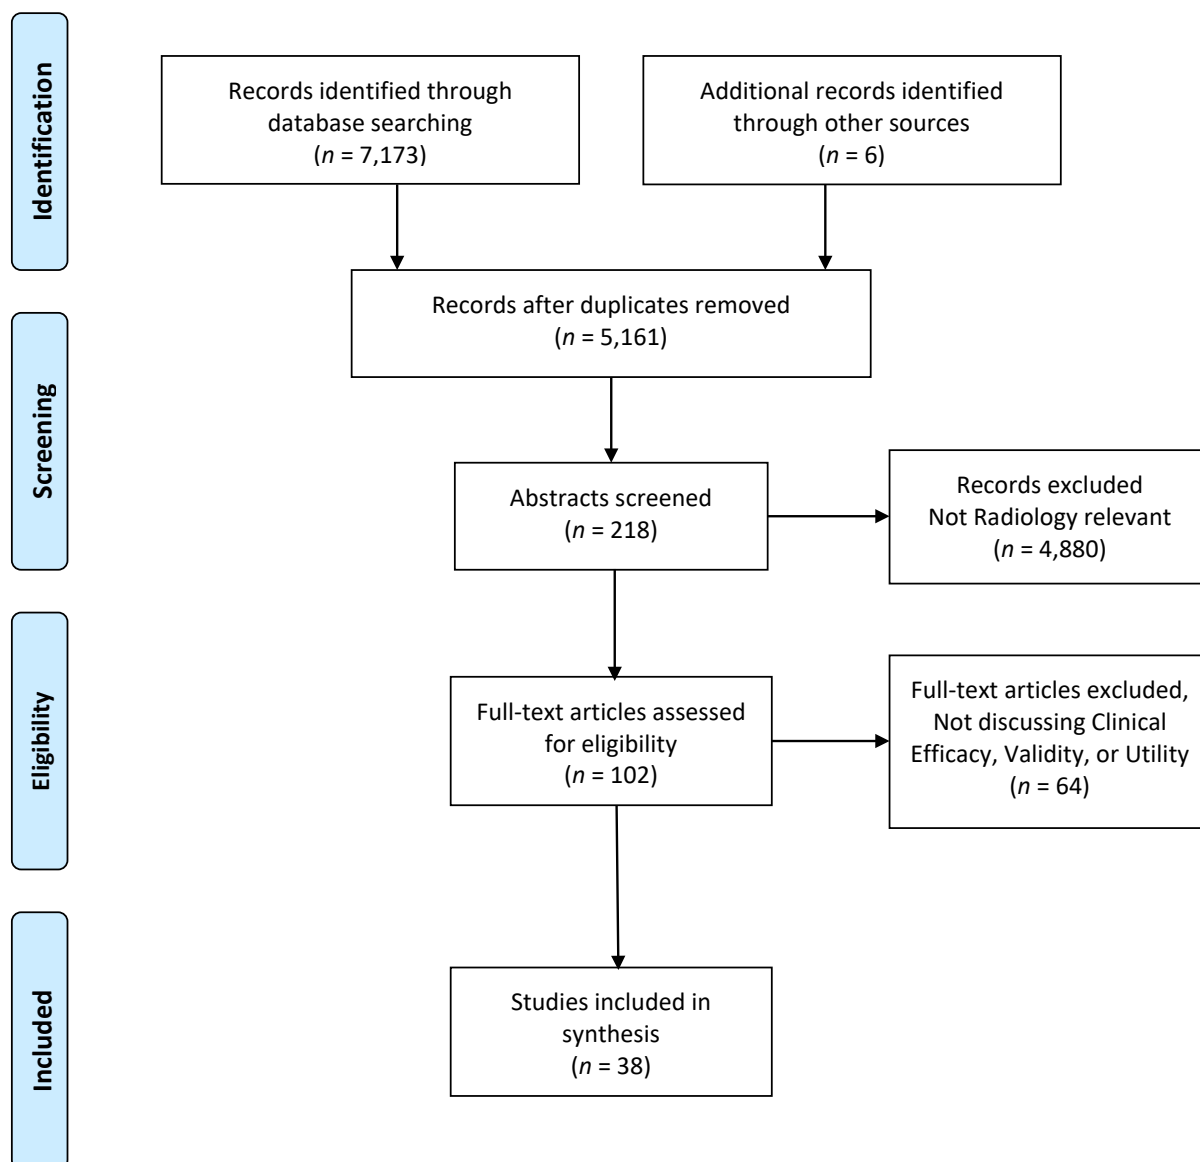 Identification
Records identified through
database searching
(n = 7,173)
Additional records identified
through other sources
(n = 6)
Records after duplicates removed
(n = 5,161)
Screening
Abstracts screened
(n = 218)
Records excluded
Not Radiology relevant
(n = 4,880)
Eligibility
Full-text articles assessed
for eligibility
(n = 102)
Full-text articles excluded,
Not discussing Clinical
Efficacy, Validity, or Utility
(n = 64)
Included
Studies included in
synthesis
(n = 38)